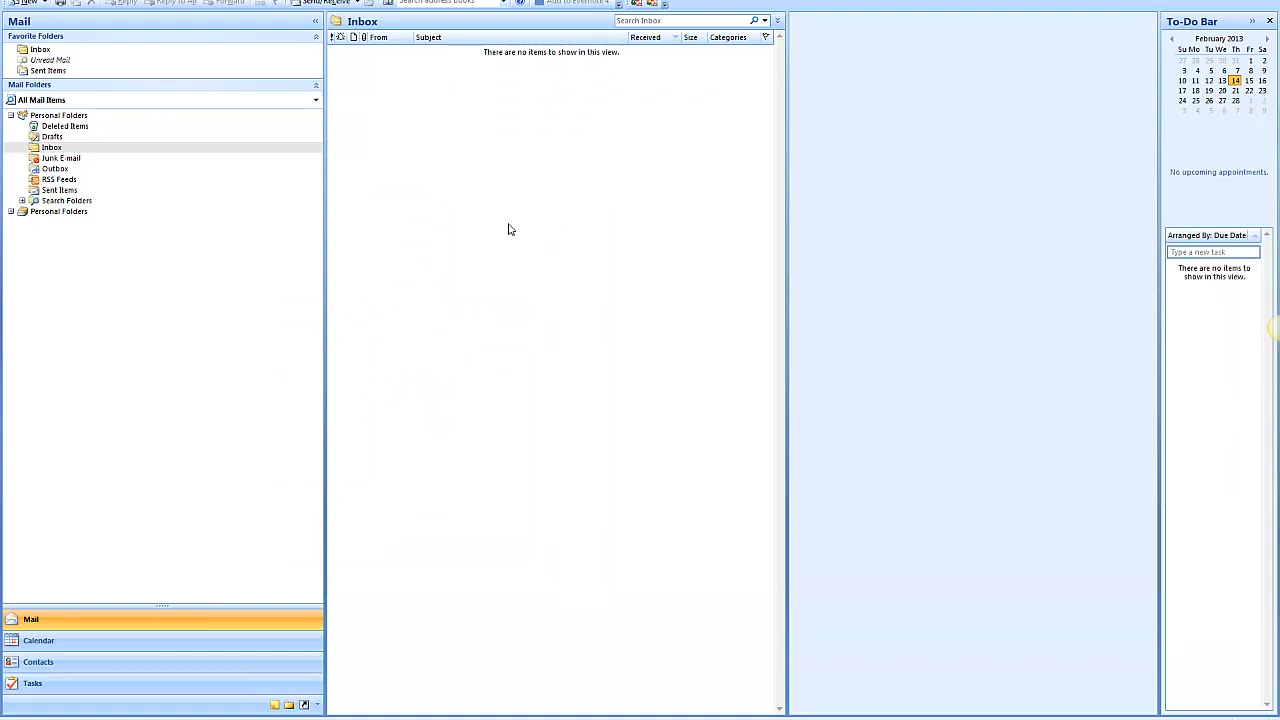 New Reply Reply to All Forward Send/Receive Search address books Add to Evernote 4
Mail «
Favorite Folders
Inbox
Unread Mail
Sent Items
Mail Folders
All Mail Items
Personal Folders
Deleted Items
Drafts
Inbox
Junk E-mail
Outbox
RSS Feeds
Sent Items
Search Folders
Personal Folders
Mail
Calendar
Contacts
Tasks
Inbox Search Inbox
From Subject Received Size Categories
There are no items to show in this view.
To-Do Bar »
February 2013
Su Mo Tu We Th Fr Sa
27 28 29 30 31 1 2
3 4 5 6 7 8 9
10 11 12 13 14 15 16
17 18 19 20 21 22 23
24 25 26 27 28 1 2
3 4 5 6 7 8 9
No upcoming appointments.
Arranged By: Due Date
Type a new task
There are no items to
show in this view.